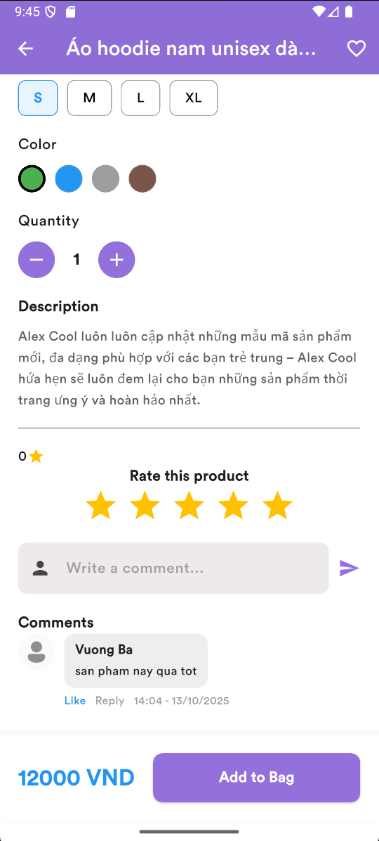 9:45
Áo hoodie nam unisex dà...
S M L XL
Color
Quantity
1
Description
Alex Cool luôn luôn cập nhật những mẫu mã sản phẩm
mới, đa dạng phù hợp với các bạn trẻ trung – Alex Cool
hứa hẹn sẽ luôn đem lại cho bạn những sản phẩm thời
trang ưng ý và hoàn hảo nhất.
0
Rate this product
Write a comment...
Comments
Vuong Ba
san pham nay qua tot
Like Reply 14:04 - 13/10/2025
12000 VND Add to Bag